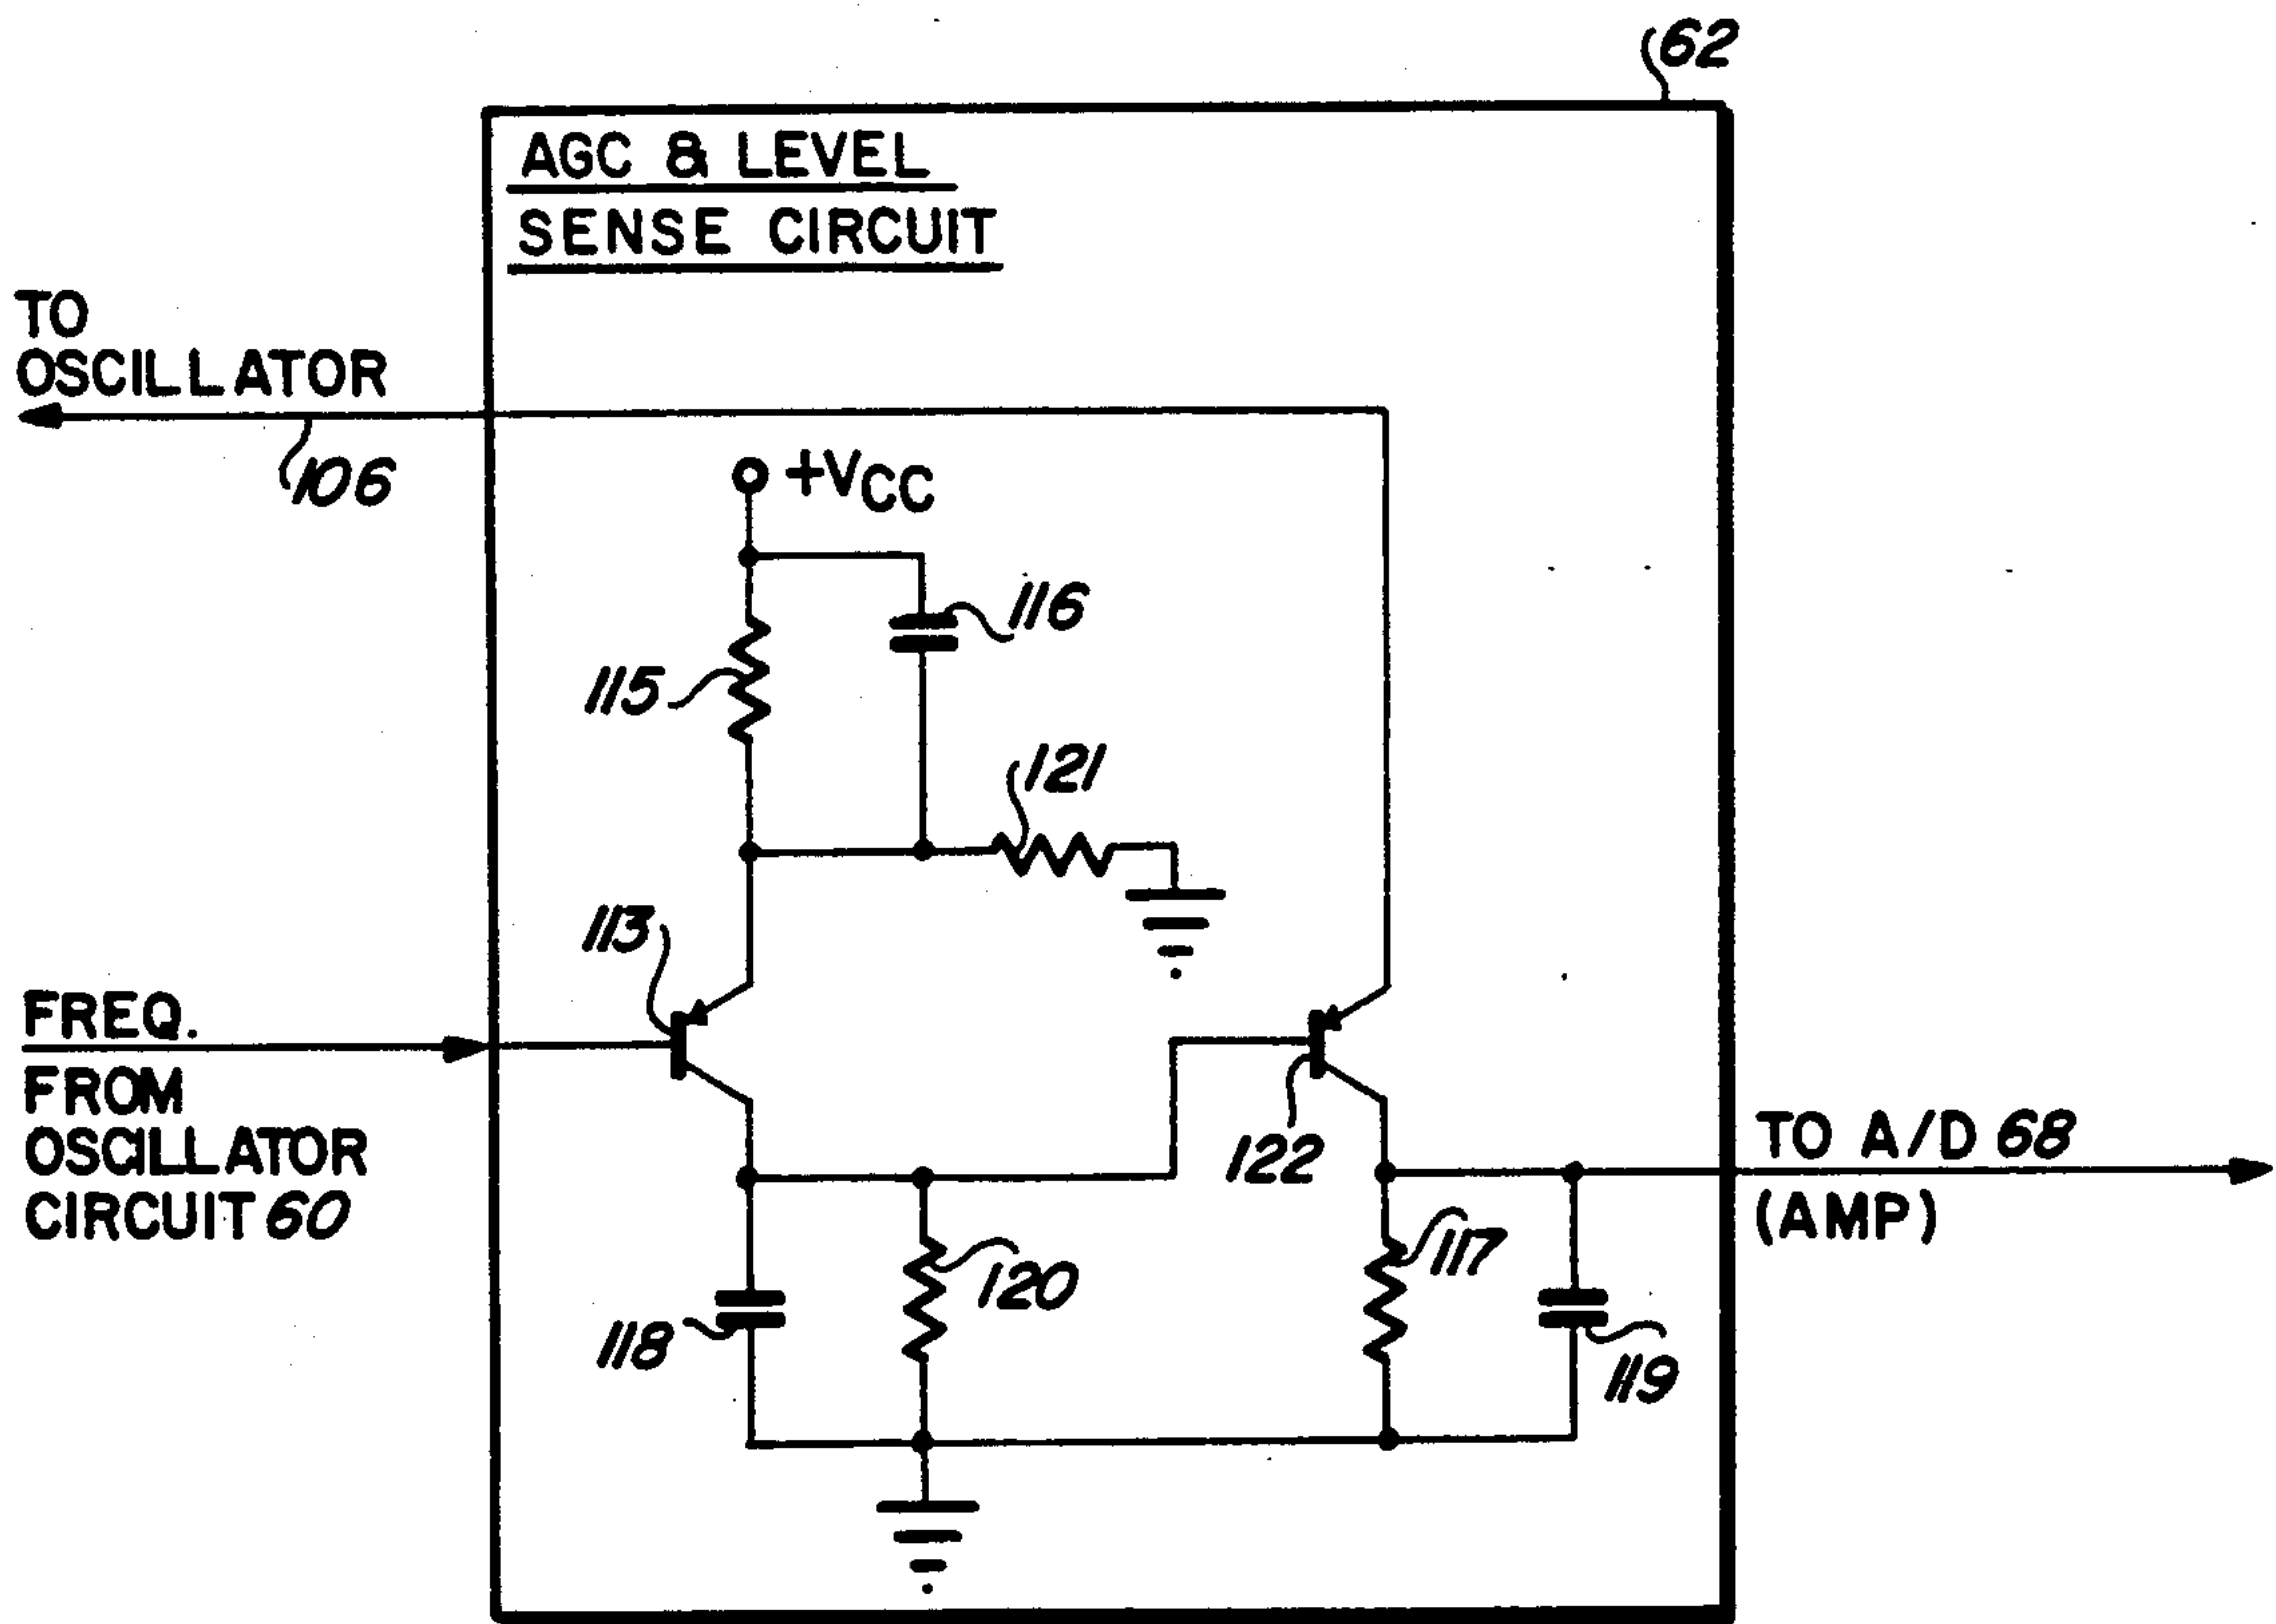 62
AGC & LEVEL
SENSE CIRCUIT
TO
OSCILLATOR
106
+VCC
116
115
121
113
FREQ.
FROM
OSCILLATOR
CIRCUIT 60
122
TO A/D 68
(AMP)
117
120
118
119